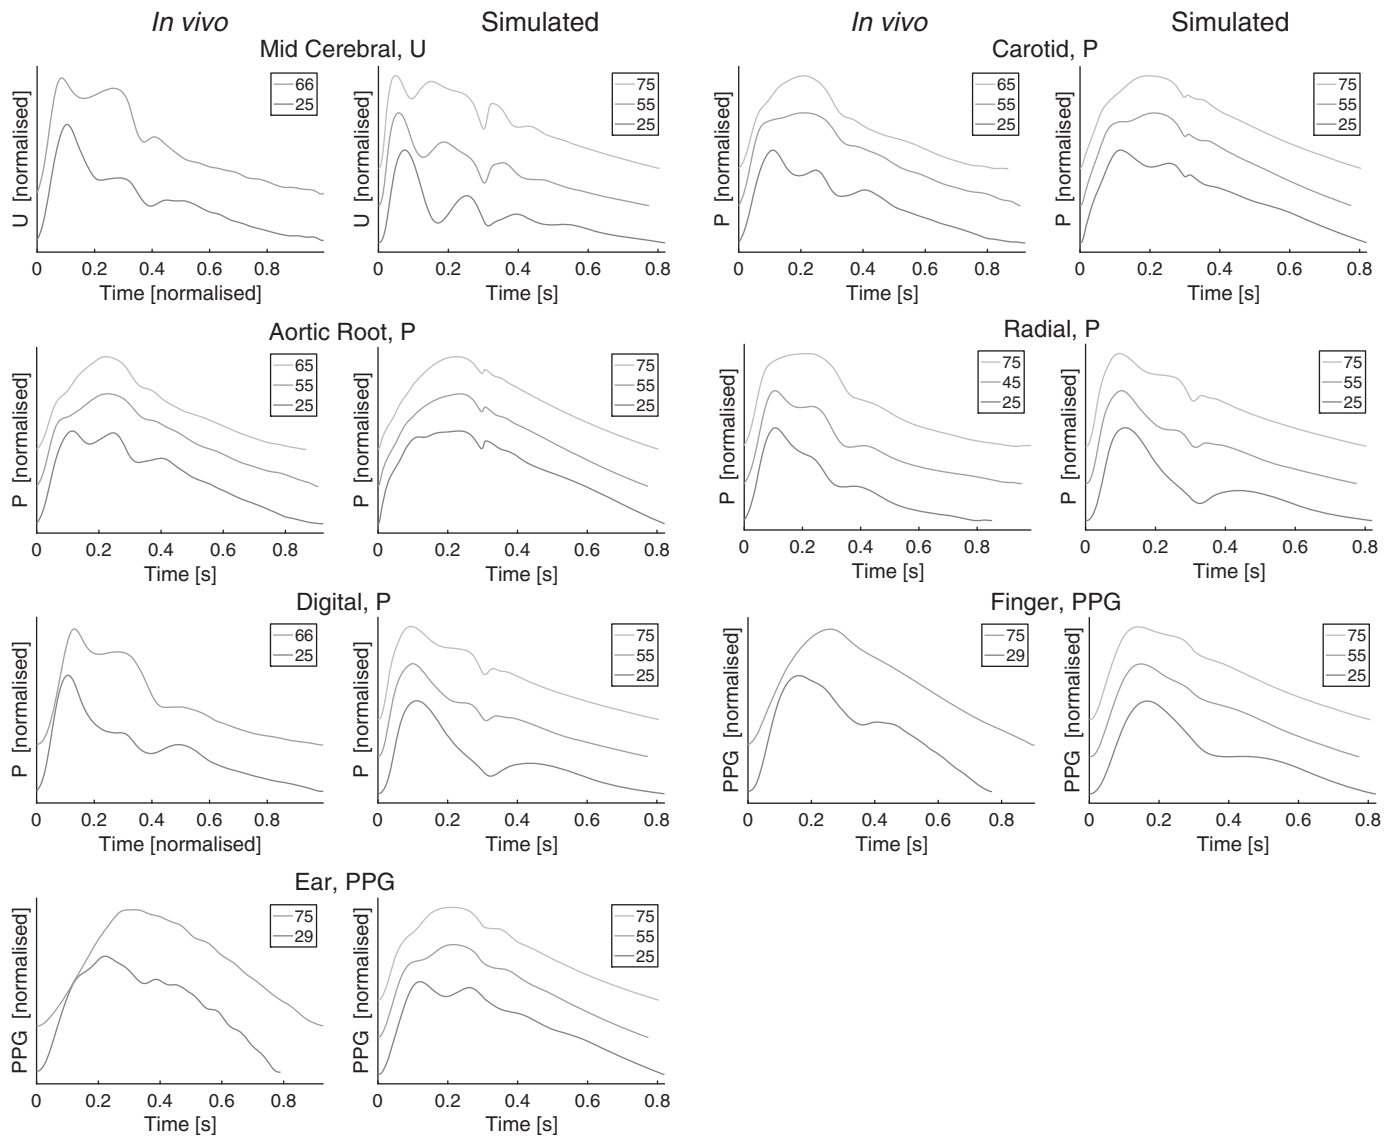 In vivo Simulated In vivo Simulated
Mid Cerebral, U
U [normalised]
66
25
0 0.2 0.4 0.6 0.8
Time [normalised]
U [normalised]
75
55
25
0 0.2 0.4 0.6 0.8
Time [s]
Carotid, P
P [normalised]
65
55
25
0 0.2 0.4 0.6 0.8
Time [s]
P [normalised]
75
55
25
0 0.2 0.4 0.6 0.8
Time [s]
Aortic Root, P
P [normalised]
65
55
25
0 0.2 0.4 0.6 0.8
Time [s]
P [normalised]
75
55
25
0 0.2 0.4 0.6 0.8
Time [s]
Radial, P
P [normalised]
75
45
25
0 0.2 0.4 0.6 0.8
Time [s]
P [normalised]
75
55
25
0 0.2 0.4 0.6 0.8
Time [s]
Digital, P
P [normalised]
66
25
0 0.2 0.4 0.6 0.8
Time [normalised]
P [normalised]
75
55
25
0 0.2 0.4 0.6 0.8
Time [s]
Finger, PPG
PPG [normalised]
75
29
0 0.2 0.4 0.6 0.8
Time [s]
PPG [normalised]
75
55
25
0 0.2 0.4 0.6 0.8
Time [s]
Ear, PPG
PPG [normalised]
75
29
0 0.2 0.4 0.6 0.8
Time [s]
PPG [normalised]
75
55
25
0 0.2 0.4 0.6 0.8
Time [s]